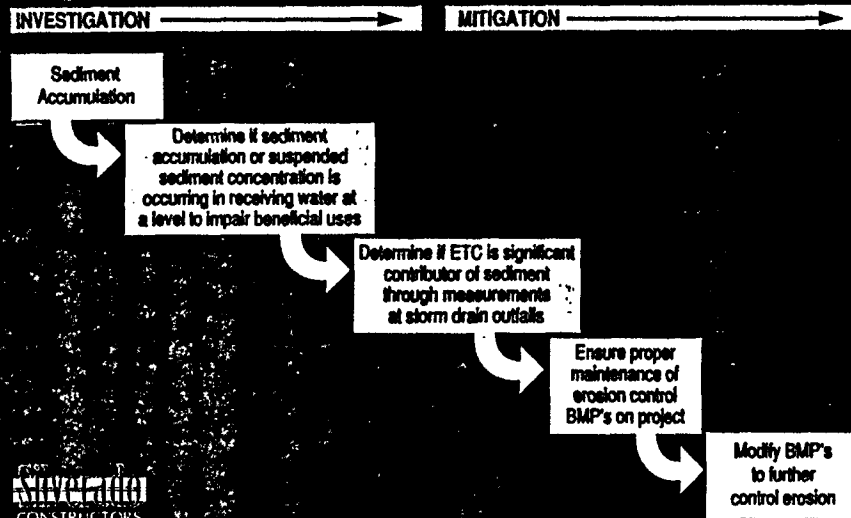 INVESTIGATION
MITIGATION
Sediment
Accumulation
Determine if sediment
accumulation or suspended
sediment concentration is
occurring in receiving water at
a level to impair beneficial uses
Determine if ETC is significant
contributor of sediment
through measurements
at storm drain outfalls
Ensure proper
maintenance of
erosion control
BMP's on project
Modify BMP's
to further
control erosion
Silverado
CONSTRUCTORS